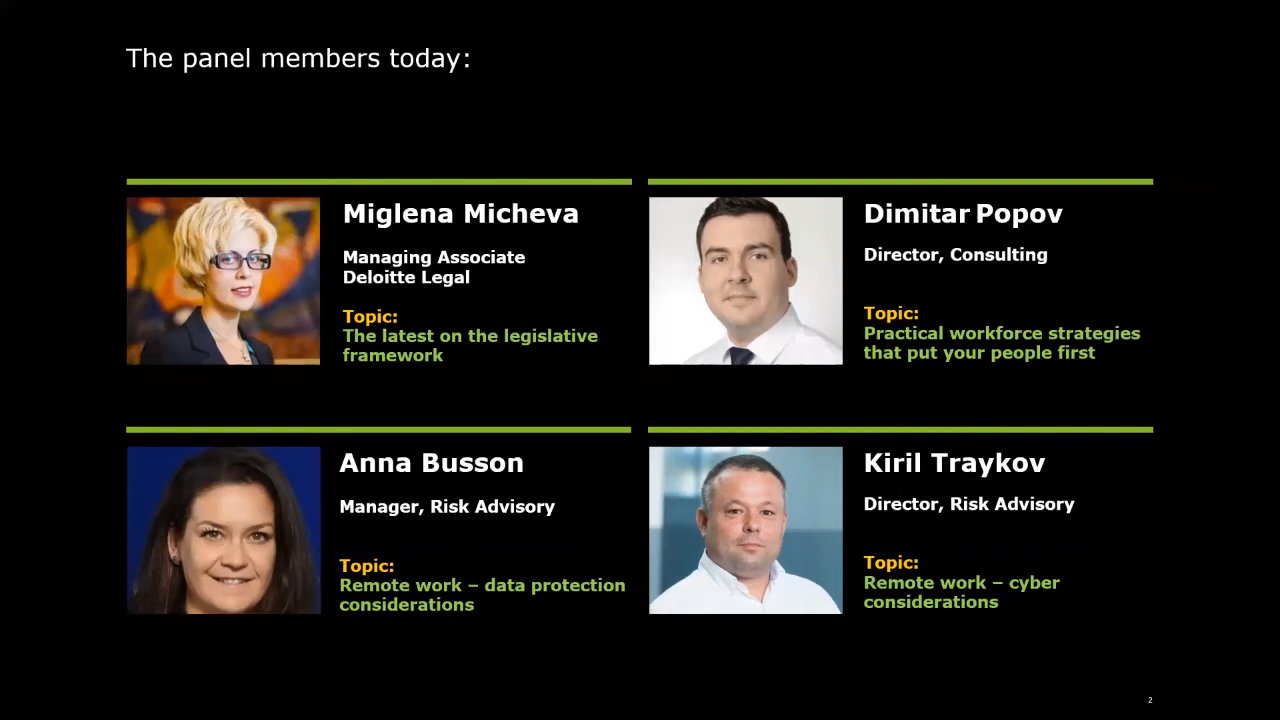 The panel members today:
Miglena Micheva
Managing Associate
Deloitte Legal
Topic:
The latest on the legislative
framework
Dimitar Popov
Director, Consulting
Topic:
Practical workforce strategies
that put your people first
Anna Busson
Manager, Risk Advisory
Topic:
Remote work – data protection
considerations
Kiril Traykov
Director, Risk Advisory
Topic:
Remote work – cyber
considerations
2